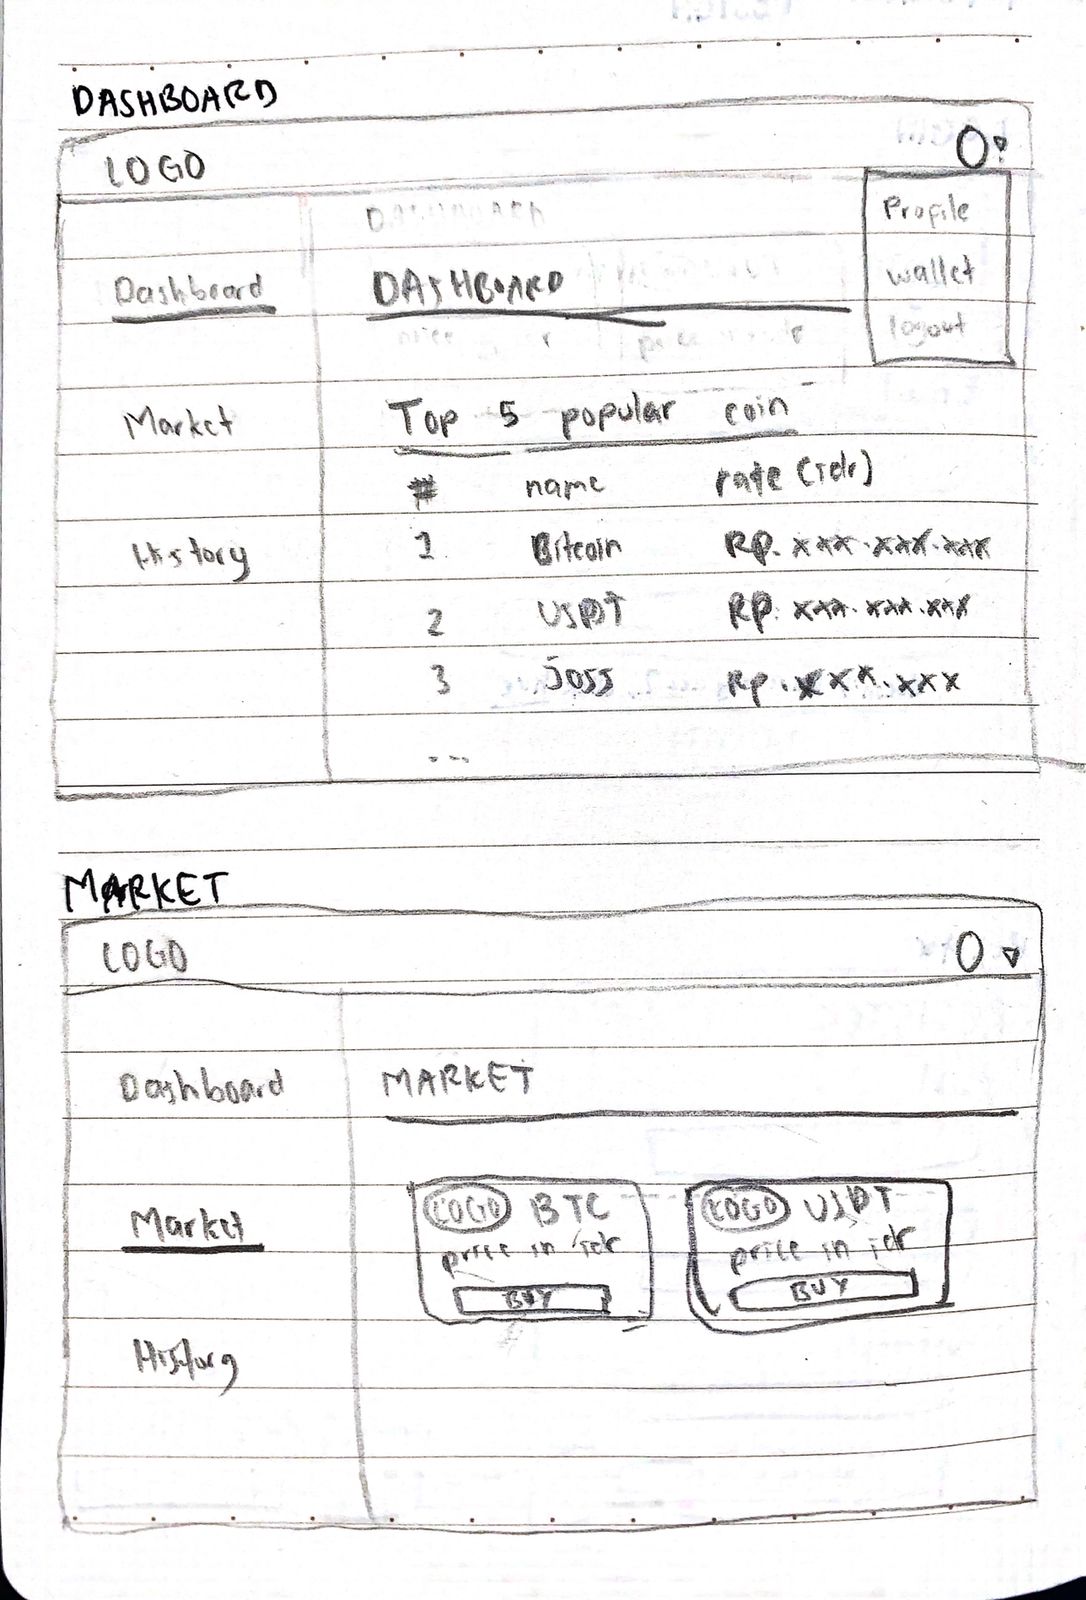 DASHBOARD
LOGO
Profile
DASHBOARD
wallet
Dashboard DASHBOARD
logout
Market Top 5 popular coin
# name rate (idr)
History 1 Bitcoin Rp. xxx.xxx.xxx
2 USDT Rp. xxx.xxx.xxx
3 joss Rp. xxx.xxx
...
MARKET
LOGO
Dashboard MARKET
LOGO BTC LOGO USDT
Market price in idr price in idr
BUY BUY
History